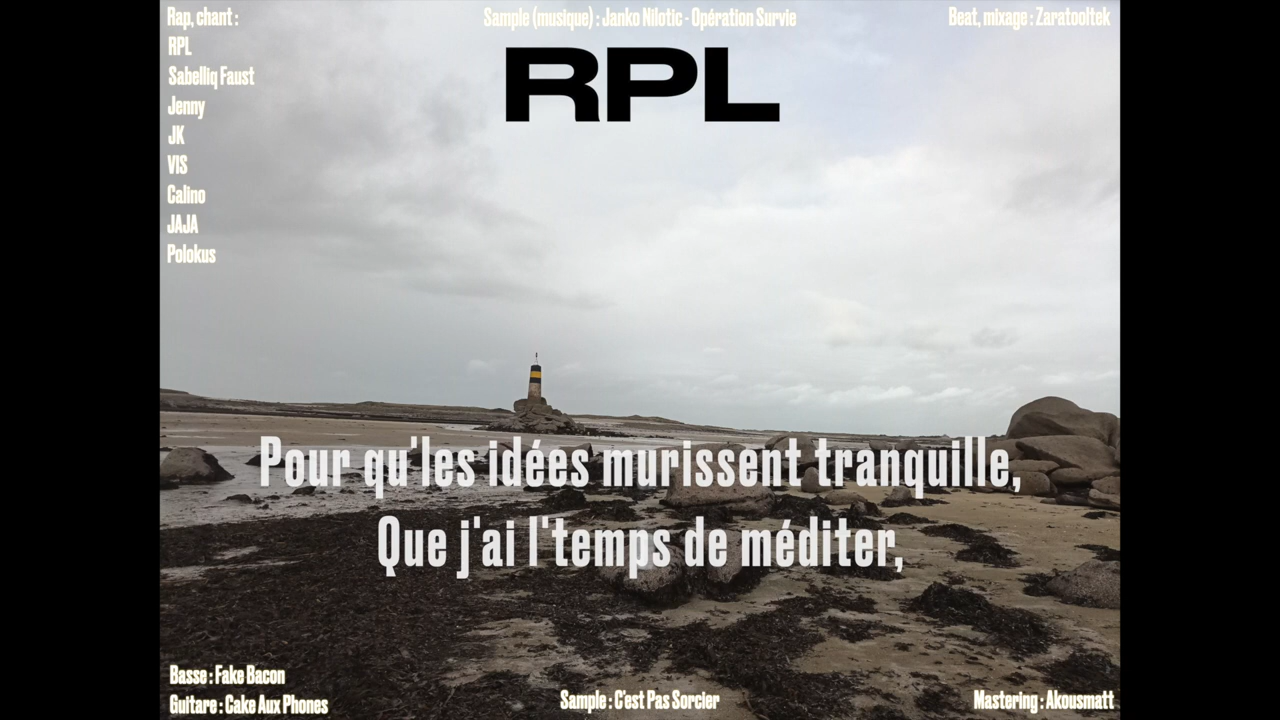 Rap, chant :
RPL
Sabelliq Faust
Jenny
JK
VIS
Calino
JAJA
Polokus
Sample (musique) : Janko Nilotic - Opération Survie
Beat, mixage : Zaratooltek
RPL
Pour qu'les idées murissent tranquille,
Que j'ai l'temps de méditer,
Basse : Fake Bacon
Guitare : Cake Aux Phones
Sample : C'est Pas Sorcier
Mastering : Akousmatt